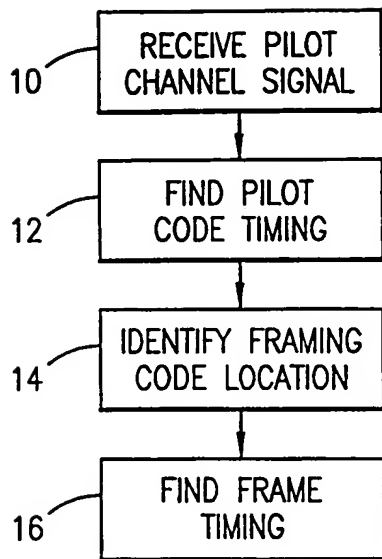 10
RECEIVE PILOT
CHANNEL SIGNAL
12
FIND PILOT
CODE TIMING
14
IDENTIFY FRAMING
CODE LOCATION
16
FIND FRAME
TIMING